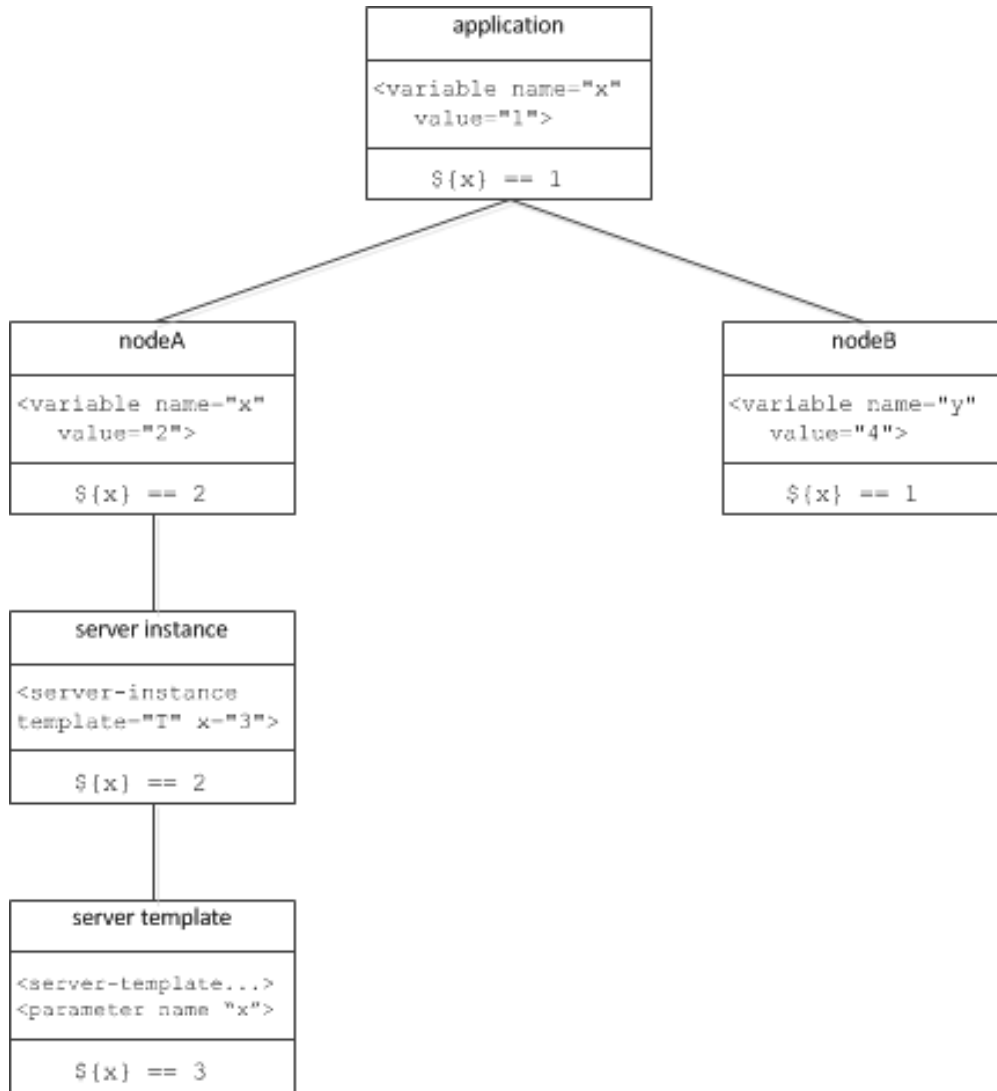 application
<variable name="x"
value="1">
${x} == 1
nodeA
<variable name="x"
value="2">
${x} == 2
nodeB
<variable name="y"
value="4">
${x} == 1
server instance
<server-instance
template="T" x="3">
${x} == 2
server template
<server-template...>
<parameter name "x">
${x} == 3